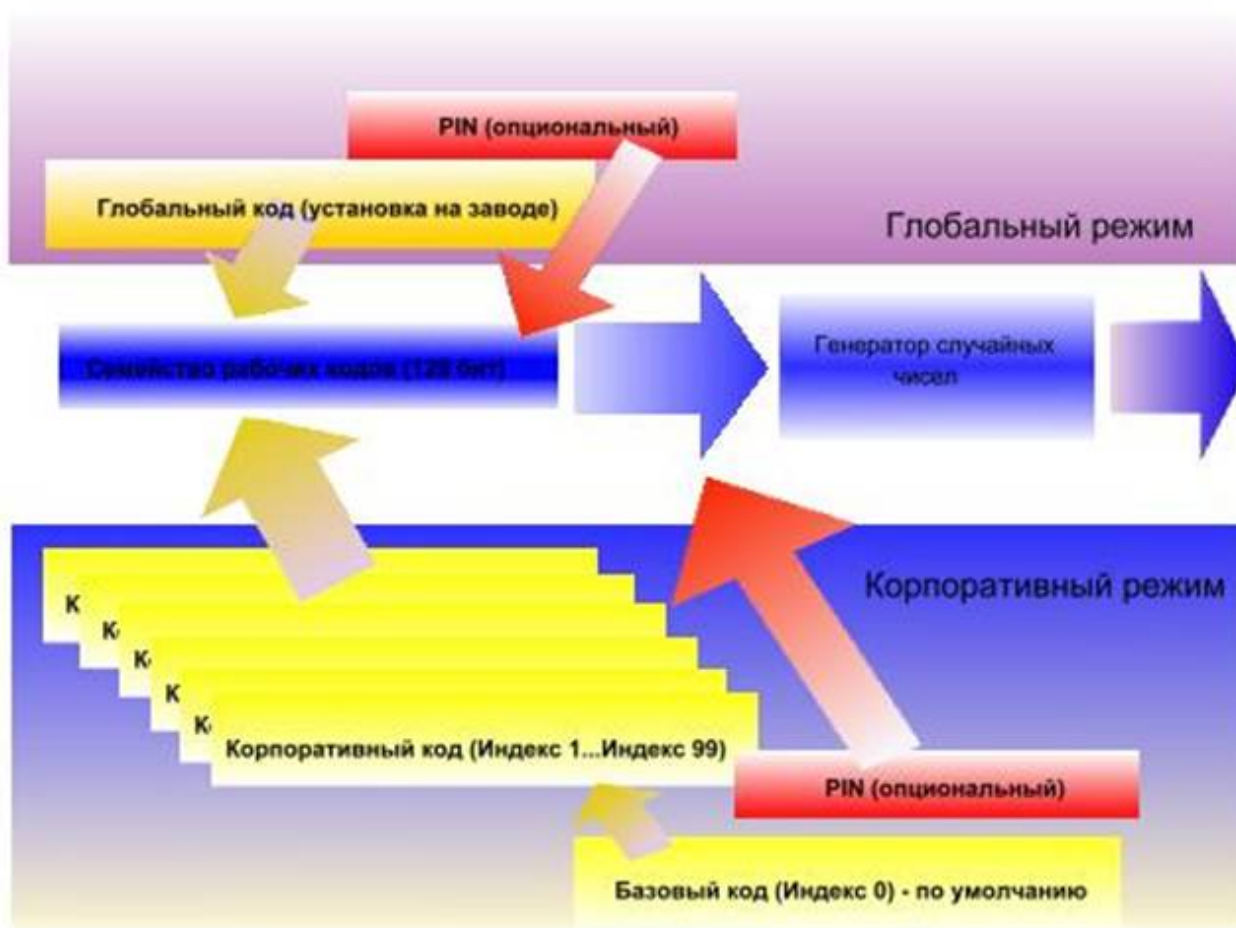 PIN (опциональный)
Глобальный код (установка на заводе)
Глобальный режим
Семейство рабочих кодов (128 бит)
Генератор случайных
чисел
Корпоративный режим
К
К
К
К
К
Корпоративный код (Индекс 1...Индекс 99)
PIN (опциональный)
Базовый код (Индекс 0) - по умолчанию